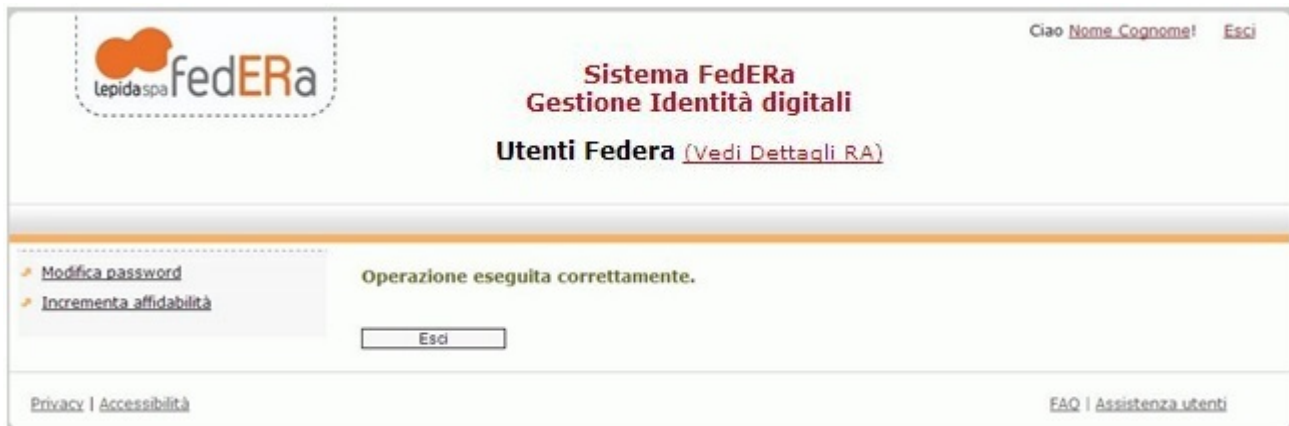 Ciao Nome Cognome! Esci
lepidaspa fedERa
Sistema FedERa
Gestione Identità digitali
Utenti Federa (Vedi Dettagli RA)
Modifica password
Incrementa affidabilità
Operazione eseguita correttamente.
Esci
Privacy | Accessibilità
FAQ | Assistenza utenti